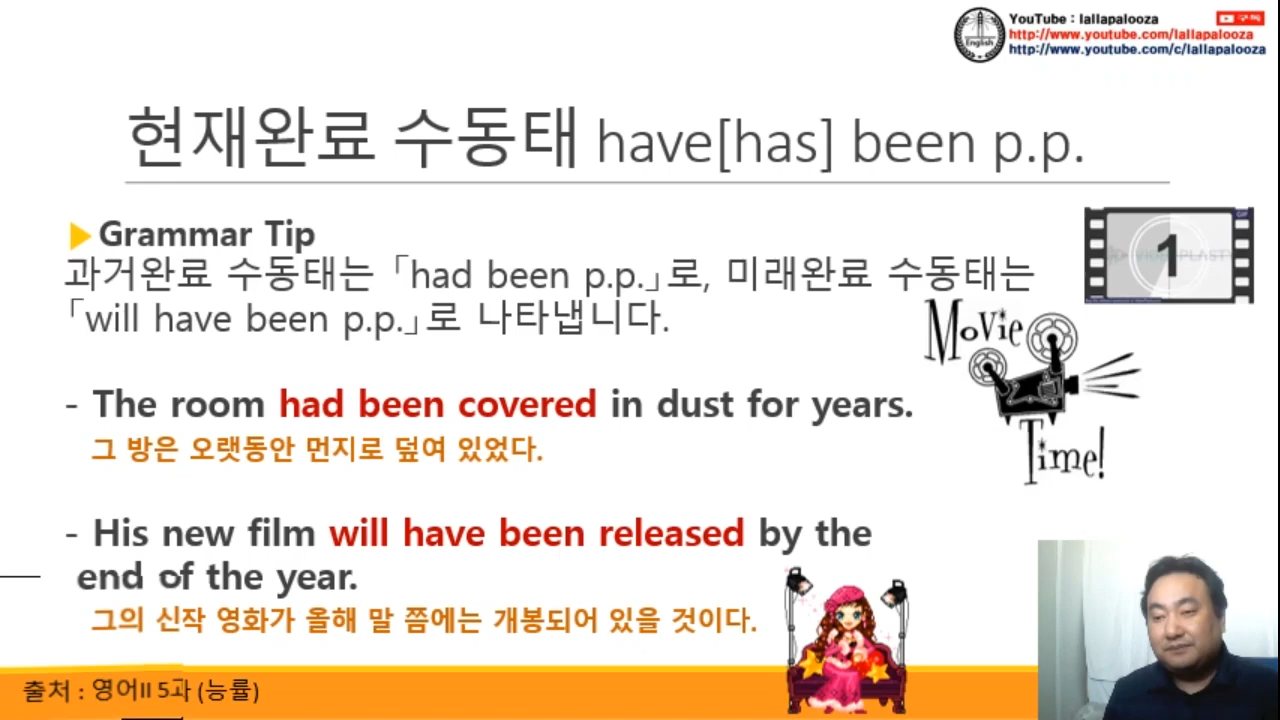 YouTube : lallapalooza
구독
http://www.youtube.com/lallapalooza
http://www.youtube.com/c/lallapalooza
English
현재완료 수동태 have[has] been p.p.
▶Grammar Tip
과거완료 수동태는 「had been p.p.」로, 미래완료 수동태는
「will have been p.p.」로 나타냅니다.
GIF
1
Movie
Time!
- The room had been covered in dust for years.
그 방은 오랫동안 먼지로 덮여 있었다.
- His new film will have been released by the
end of the year.
그의 신작 영화가 올해 말 쯤에는 개봉되어 있을 것이다.
출처 : 영어II 5과 (능률)